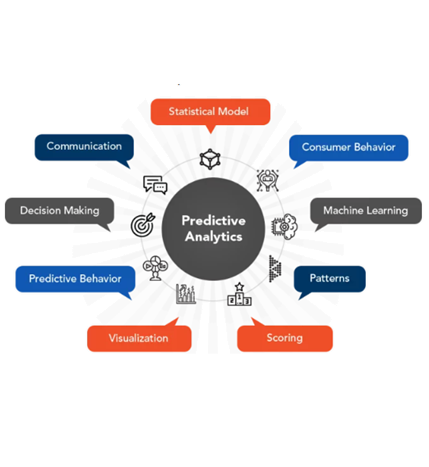 Statistical Model
Communication
Consumer Behavior
Decision Making
Predictive
Analytics
Machine Learning
Predictive Behavior
Patterns
Visualization
Scoring